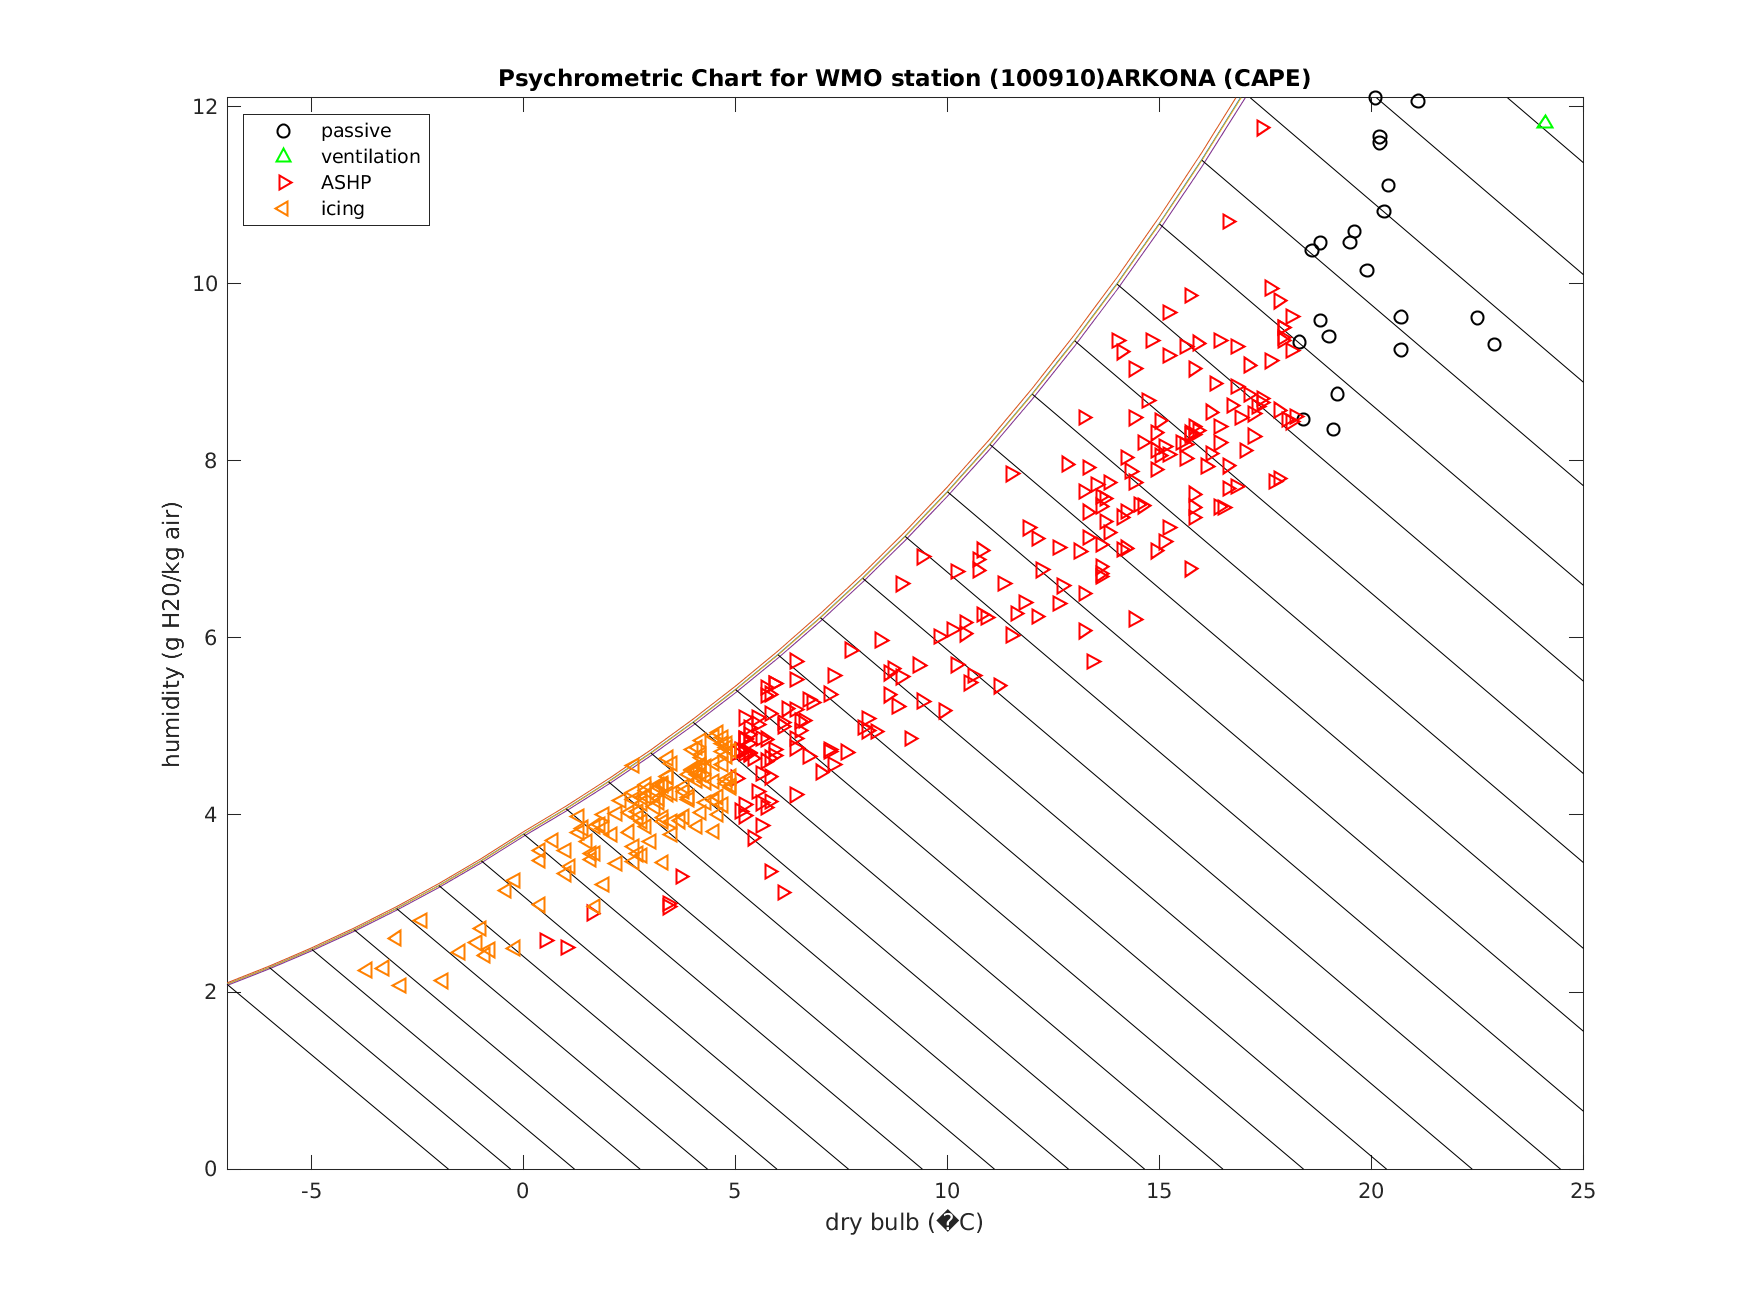 Psychrometric Chart for WMO station (100910)ARKONA (CAPE)
passive
ventilation
ASHP
icing
12
10
8
6
4
2
0
humidity (g H20/kg air)
-5 0 5 10 15 20 25
dry bulb (�C)